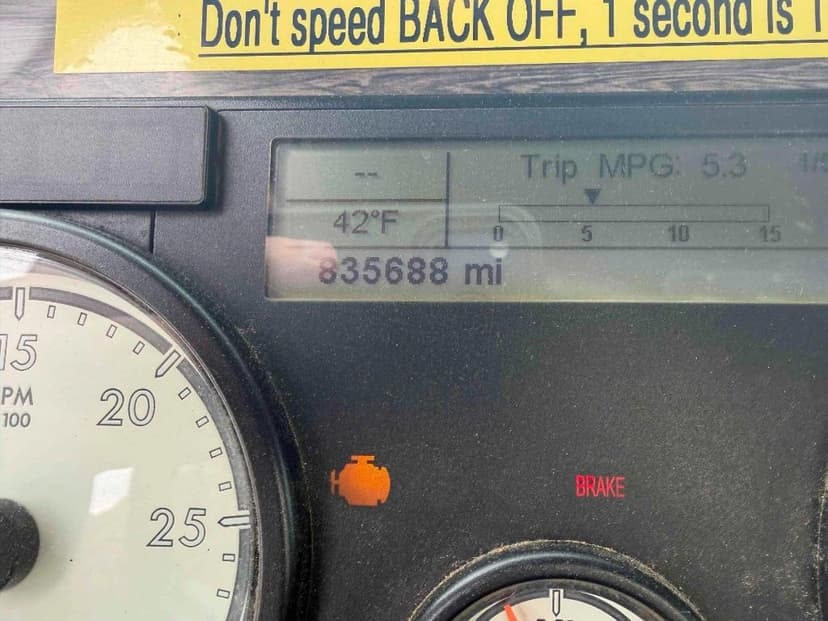 Don't speed BACK OFF, 1 second is
--
Trip MPG: 5.3
42°F
0 5 10 15
835688 mi
15
PM
100
20
25
BRAKE